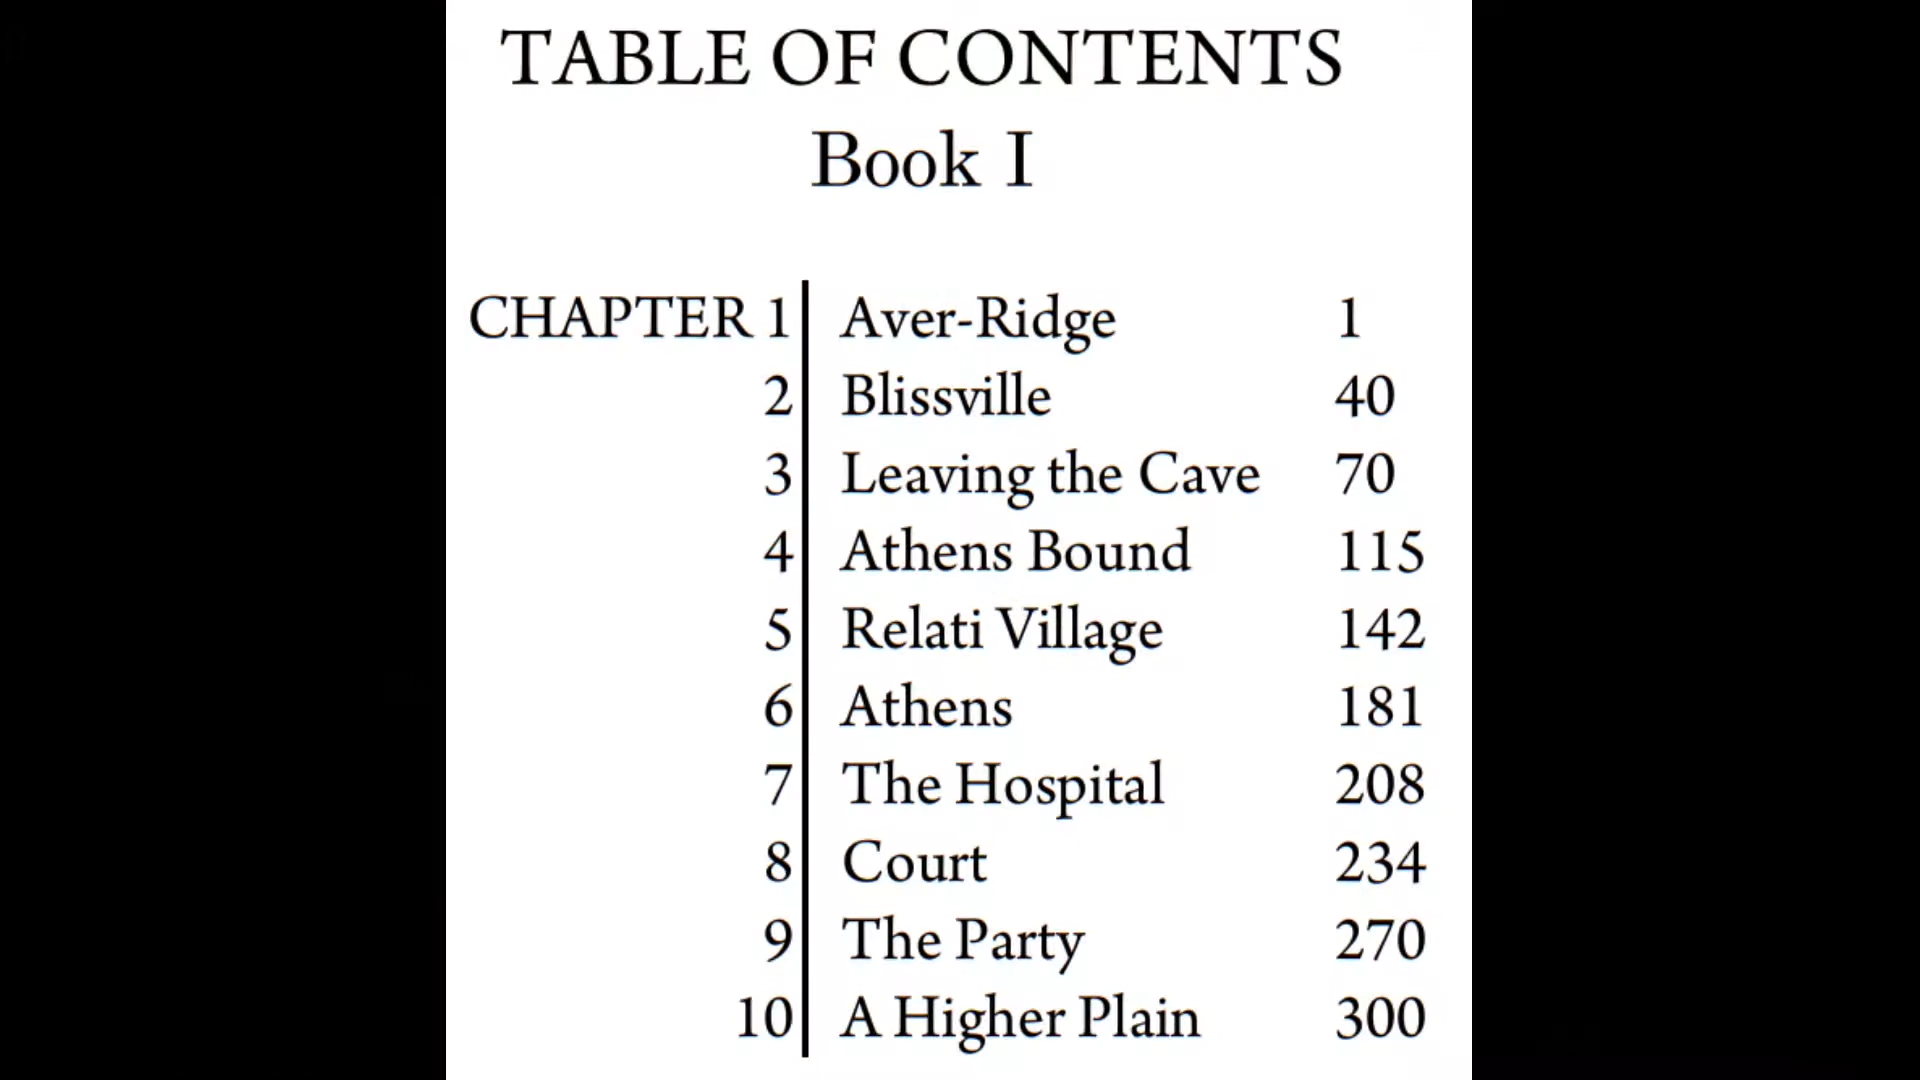 TABLE OF CONTENTS
Book I
CHAPTER 1 Aver-Ridge 1
2 Blissville 40
3 Leaving the Cave 70
4 Athens Bound 115
5 Relati Village 142
6 Athens 181
7 The Hospital 208
8 Court 234
9 The Party 270
10 A Higher Plain 300